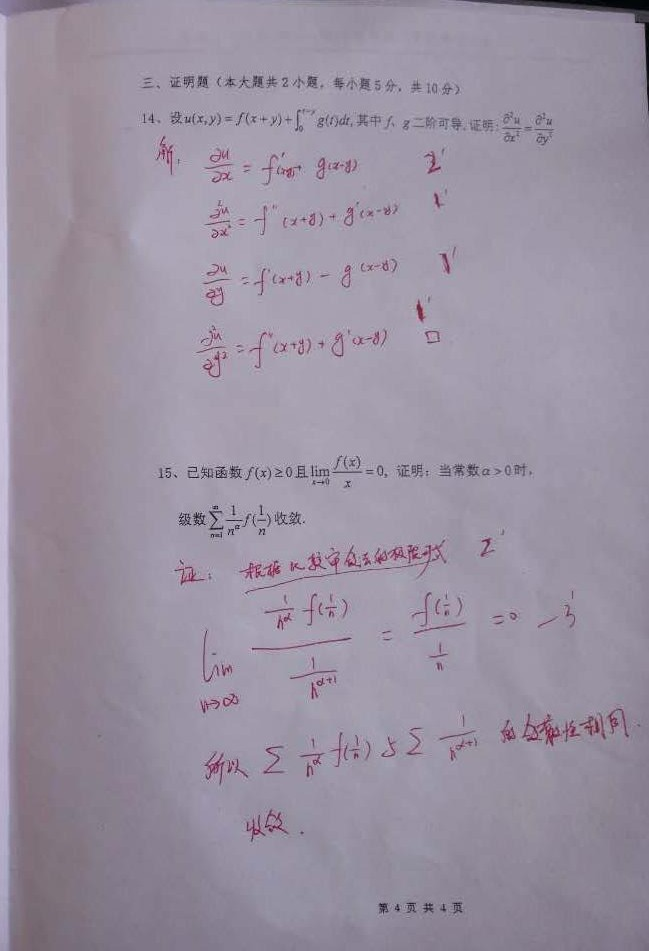 三、证明题（本大题共2小题，每小题5分，共10分）
14、设u(x,y)=f(x+y)+∫₀^{x-y} g(t)dt,其中f、g二阶可导,证明:∂²u/∂x²=∂²u/∂y²
解: ∂u/∂x = f'(x+y)+ g(x-y) 2'
∂²u/∂x² = f''(x+y)+g'(x-y) 1'
∂u/∂y = f'(x+y) - g(x-y) 1'
∂²u/∂y² = f''(x+y)+g'(x-y) 1' □
15、已知函数f(x)≥0且lim_{x→0} f(x)/x=0, 证明：当常数α>0时,
级数∑_{n=1}^{∞} 1/n^α f(1/n)收敛.
证: 根据比较审敛法的极限形式 2'
lim_{n→∞} (1/n^α f(1/n))/(1/n^{α+1}) = f(1/n)/(1/n) =0 — 3'
所以 ∑ 1/n^α f(1/n) 与 ∑ 1/n^{α+1} 的敛散性相同.
收敛.
第 4 页 共 4 页